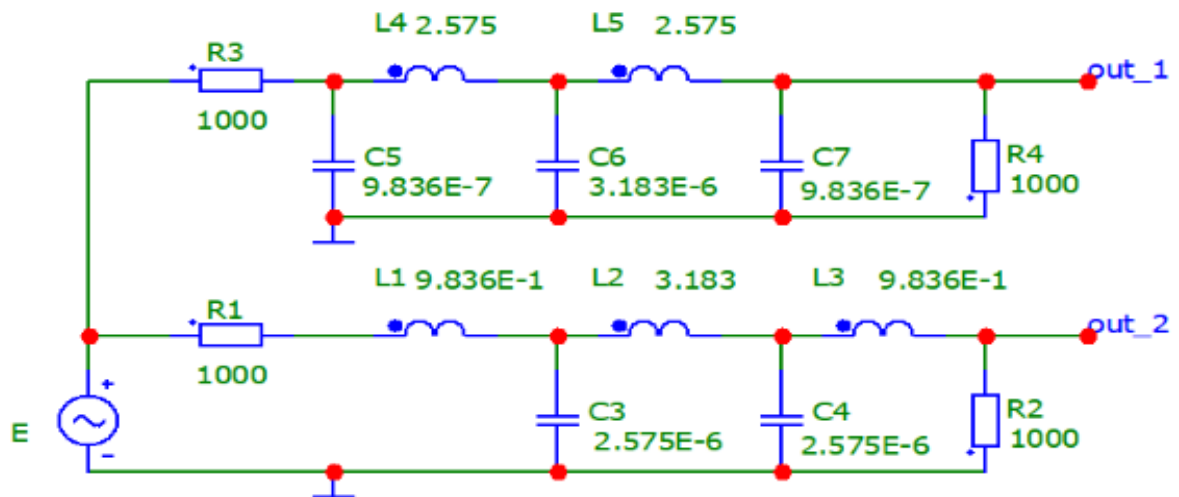 L4 2.575 L5 2.575
R3
out_1
1000
C5
9.836E-7
C6
3.183E-6
C7
9.836E-7
R4
1000
L1 9.836E-1 L2 3.183 L3 9.836E-1
R1
out_2
1000
+
E
-
C3
2.575E-6
C4
2.575E-6
R2
1000